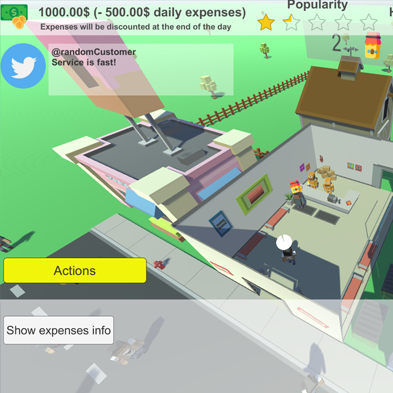 1000.00$ (- 500.00$ daily expenses)
Popularity
Expenses will be discounted at the end of the day
2
@randomCustomer
Service is fast!
Actions
Show expenses info